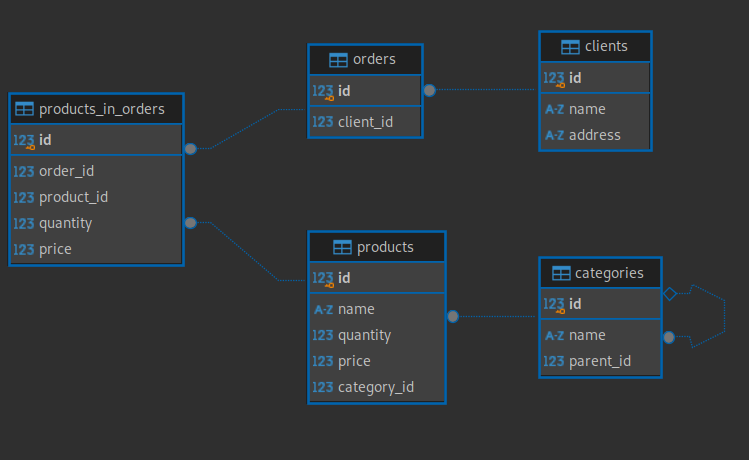 products_in_orders
123 id
123 order_id
123 product_id
123 quantity
123 price
orders
123 id
123 client_id
clients
123 id
A-Z name
A-Z address
products
123 id
A-Z name
123 quantity
123 price
123 category_id
categories
123 id
A-Z name
123 parent_id